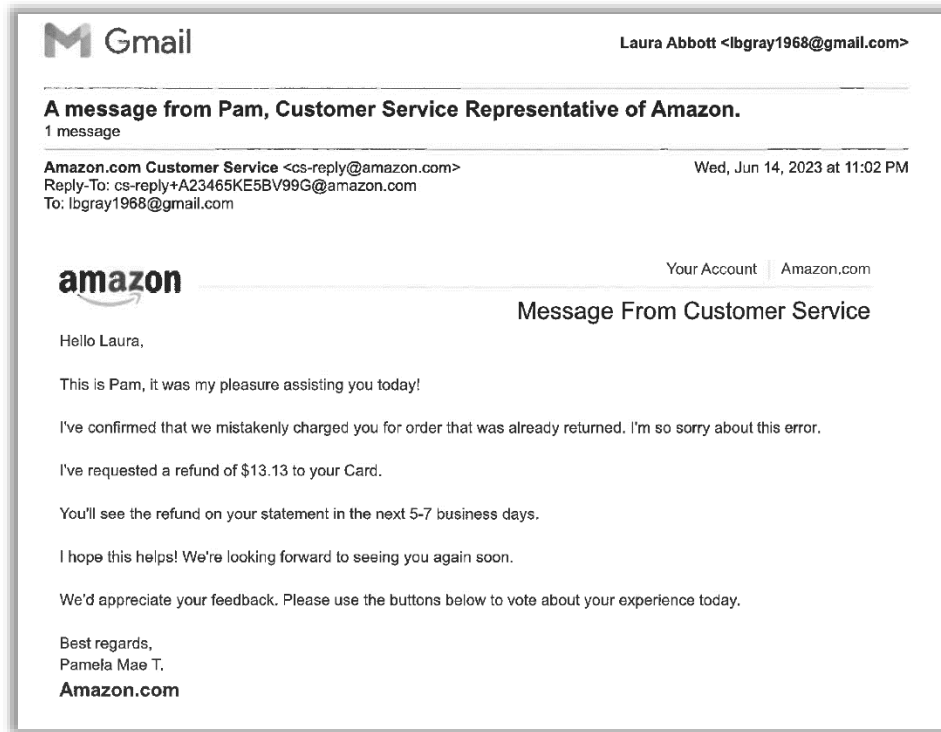 Gmail
Laura Abbott <lbgray1968@gmail.com>
A message from Pam, Customer Service Representative of Amazon.
1 message
Amazon.com Customer Service <cs-reply@amazon.com>
Wed, Jun 14, 2023 at 11:02 PM
Reply-To: cs-reply+A23465KE5BV99G@amazon.com
To: lbgray1968@gmail.com
amazon
Your Account Amazon.com
Message From Customer Service
Hello Laura,
This is Pam, it was my pleasure assisting you today!
I've confirmed that we mistakenly charged you for order that was already returned. I'm so sorry about this error.
I've requested a refund of $13.13 to your Card.
You'll see the refund on your statement in the next 5-7 business days.
I hope this helps! We're looking forward to seeing you again soon.
We'd appreciate your feedback. Please use the buttons below to vote about your experience today.
Best regards,
Pamela Mae T.
Amazon.com